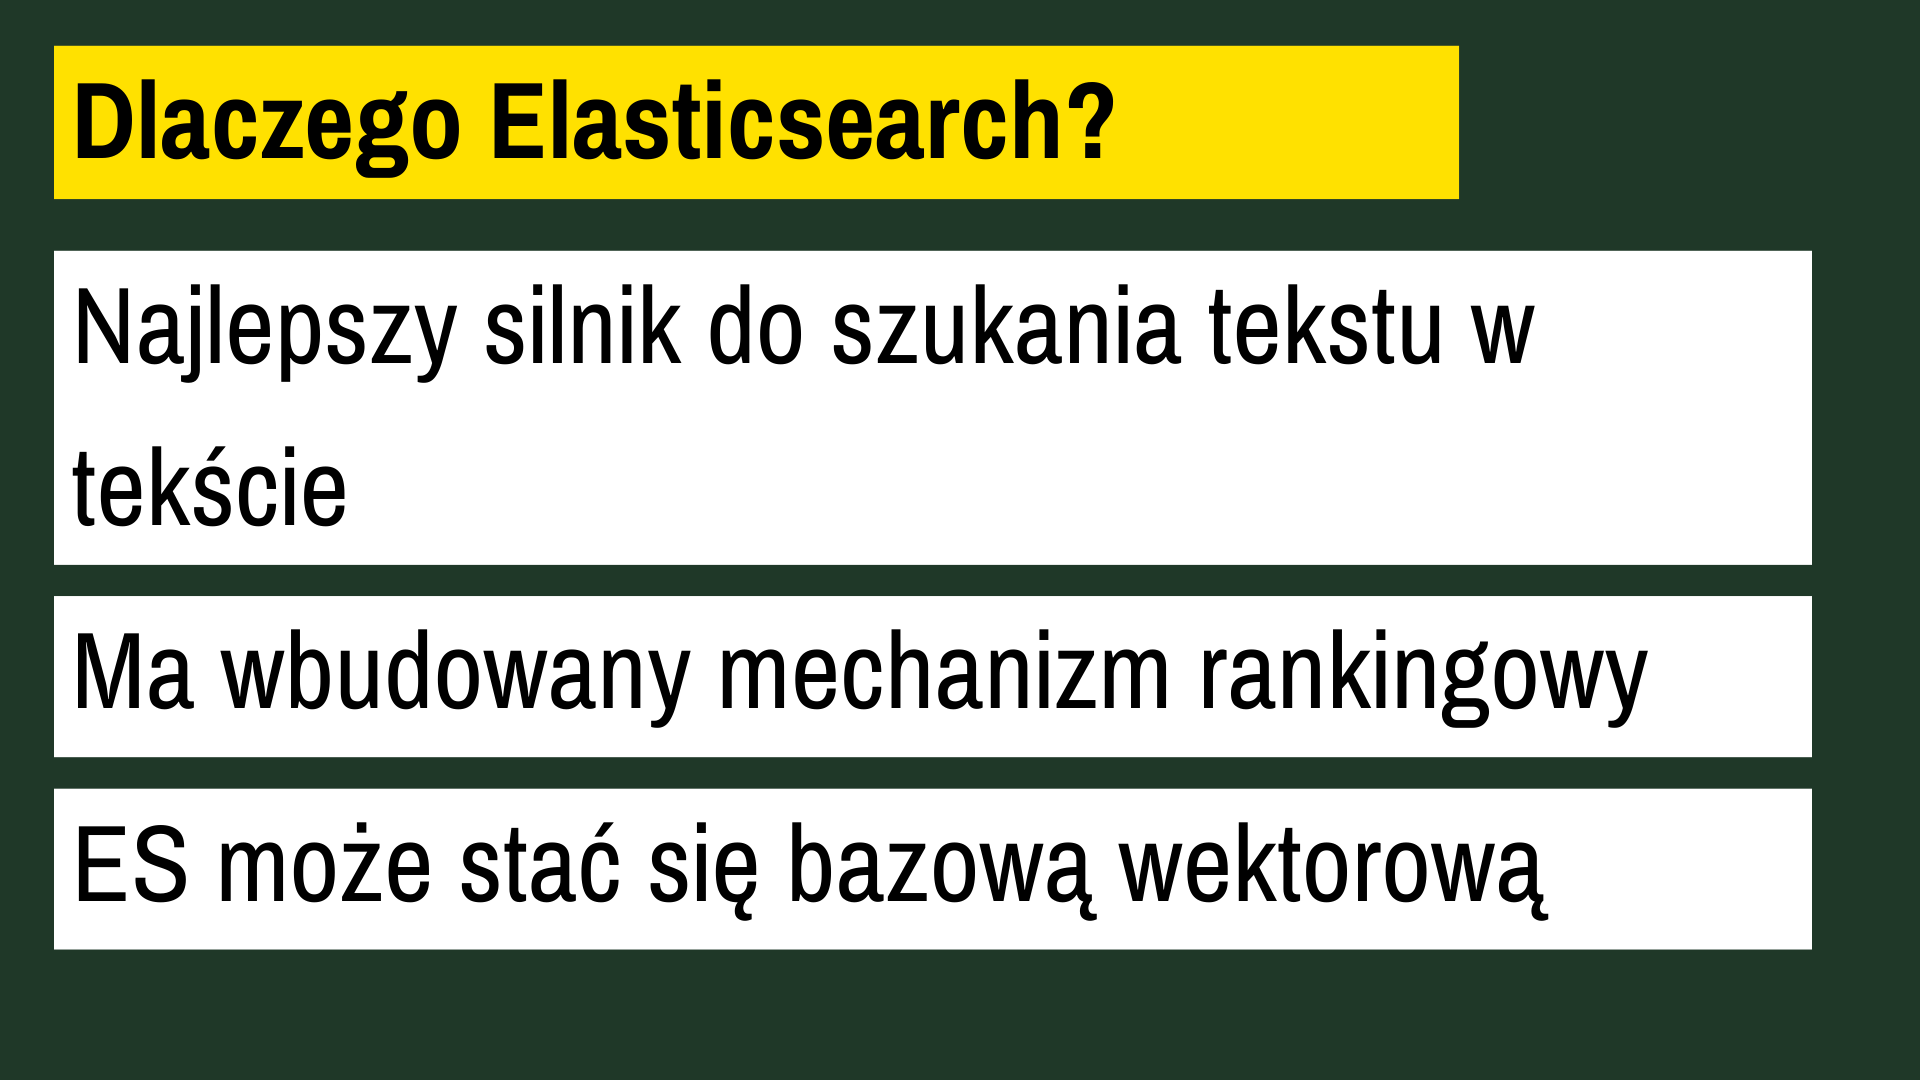 Dlaczego Elasticsearch?
Najlepszy silnik do szukania tekstu w
tekście
Ma wbudowany mechanizm rankingowy
ES może stać się bazową wektorową